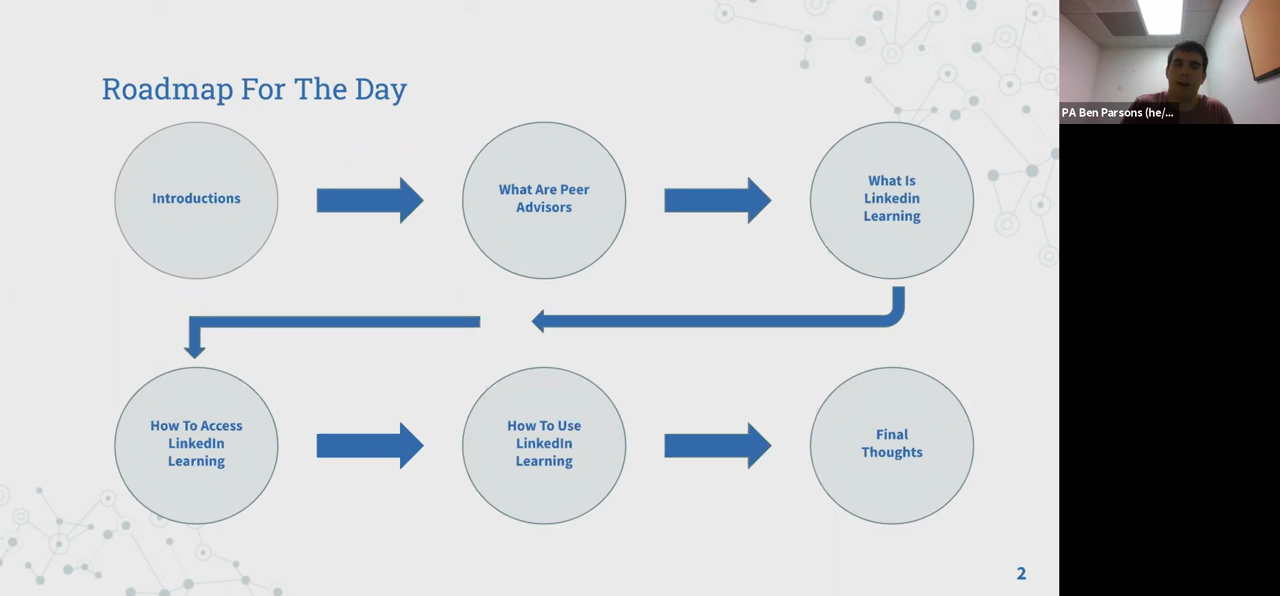 Roadmap For The Day
PA Ben Parsons (he/...
Introductions
What Are Peer
Advisors
What Is
Linkedin
Learning
How To Access
LinkedIn
Learning
How To Use
LinkedIn
Learning
Final
Thoughts
2